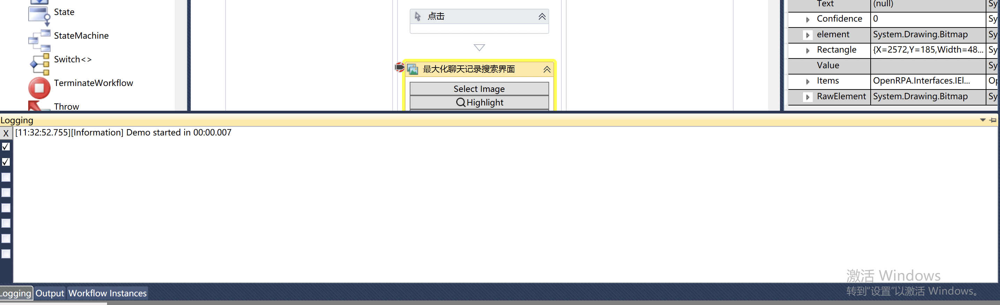 State
StateMachine
Switch<>
TerminateWorkflow
Throw
点击
最大化聊天记录搜索界面
Select Image
Highlight
Text (null) Sy
Confidence 0 Sy
element System.Drawing.Bitmap Sy
Rectangle {X=2572,Y=185,Width=48... Sy
Value Sy
Items OpenRPA.Interfaces.IEl... Op
RawElement System.Drawing.Bitmap Sy
Logging
X [11:32:52.755][Information] Demo started in 00:00.007
激活 Windows
转到“设置”以激活 Windows。
Logging Output Workflow Instances